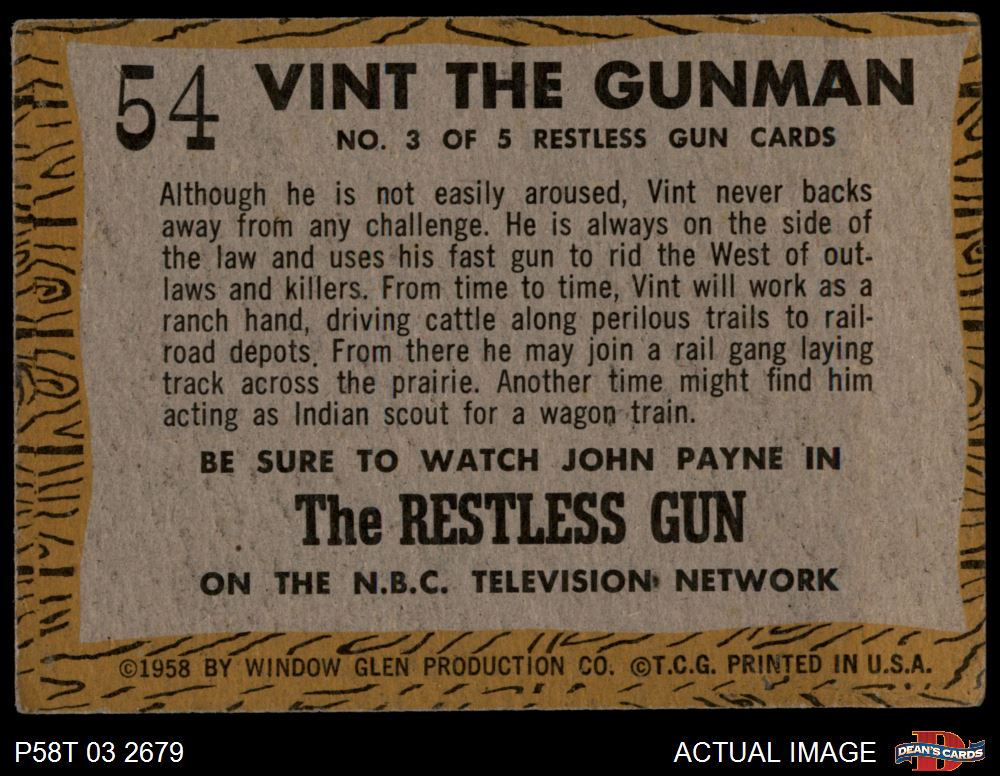 54 VINT THE GUNMAN
NO. 3 OF 5 RESTLESS GUN CARDS
Although he is not easily aroused, Vint never backs
away from any challenge. He is always on the side of
the law and uses his fast gun to rid the West of out-
laws and killers. From time to time, Vint will work as a
ranch hand, driving cattle along perilous trails to rail-
road depots. From there he may join a rail gang laying
track across the prairie. Another time might find him
acting as Indian scout for a wagon train.
BE SURE TO WATCH JOHN PAYNE IN
The RESTLESS GUN
ON THE N.B.C. TELEVISION NETWORK
©1958 BY WINDOW GLEN PRODUCTION CO. ©T.C.G. PRINTED IN U.S.A.
P58T 03 2679 ACTUAL IMAGE DEAN'S CARDS